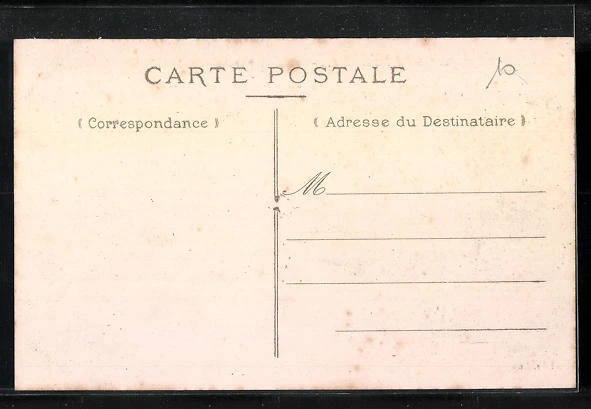 CARTE POSTALE
10
( Correspondance )
( Adresse du Destinataire )
M